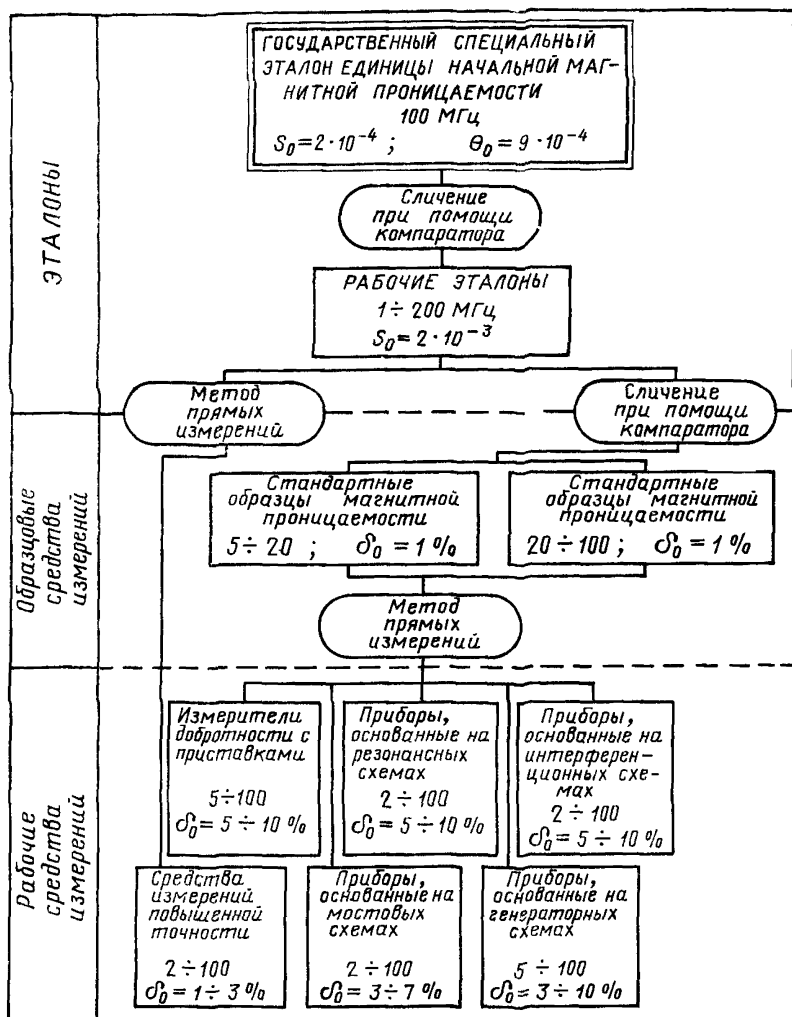 ЭТАЛОНЫ
ГОСУДАРСТВЕННЫЙ СПЕЦИАЛЬНЫЙ
ЭТАЛОН ЕДИНИЦЫ НАЧАЛЬНОЙ МАГ-
НИТНОЙ ПРОНИЦАЕМОСТИ
100 МГц
S₀=2·10⁻⁴ ; Θ₀=9·10⁻⁴
Сличение
при помощи
компаратора
РАБОЧИЕ ЭТАЛОНЫ
1÷200 МГц
S₀=2·10⁻³
Метод
прямых
измерений
Сличение
при помощи
компаратора
Образцовые
средства
измерений
Стандартные
образцы магнитной
проницаемости
5÷20 ; δ₀=1%
Стандартные
образцы магнитной
проницаемости
20÷100; δ₀=1%
Метод
прямых
измерений
Рабочие
средства
измерений
Измерители
добротности с
приставками
5÷100
δ₀=5÷10%
Приборы,
основанные на
резонансных
схемах
2÷100
δ₀=5÷10%
Приборы,
основанные на
интерферен-
ционных схе-
мах
2÷100
δ₀=5÷10%
Средства
измерений
повышенной
точности
2÷100
δ₀=1÷3%
Приборы,
основанные на
мостовых
схемах
2÷100
δ₀=3÷7%
Приборы,
основанные на
генераторных
схемах
5÷100
δ₀=3÷10%